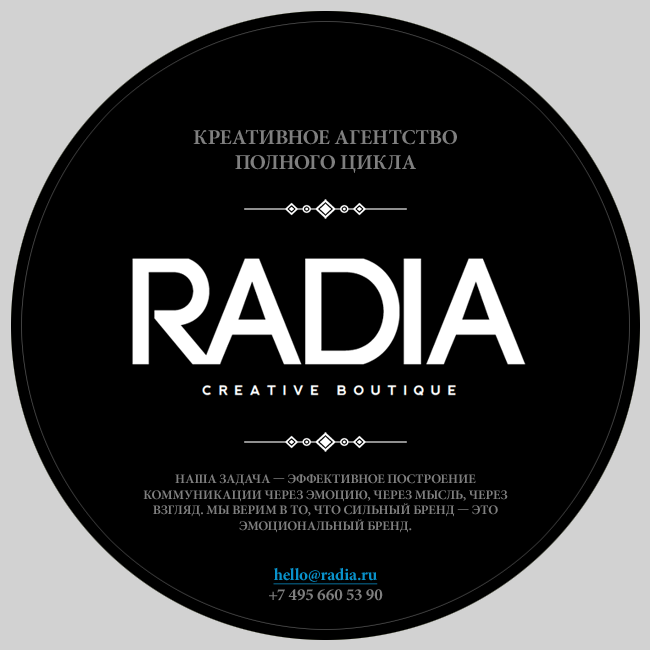 КРЕАТИВНОЕ АГЕНТСТВО
ПОЛНОГО ЦИКЛА
RADIA
CREATIVE BOUTIQUE
НАША ЗАДАЧА — ЭФФЕКТИВНОЕ ПОСТРОЕНИЕ
КОММУНИКАЦИИ ЧЕРЕЗ ЭМОЦИЮ, ЧЕРЕЗ МЫСЛЬ, ЧЕРЕЗ
ВЗГЛЯД. МЫ ВЕРИМ В ТО, ЧТО СИЛЬНЫЙ БРЕНД — ЭТО
ЭМОЦИОНАЛЬНЫЙ БРЕНД.
hello@radia.ru
+7 495 660 53 90